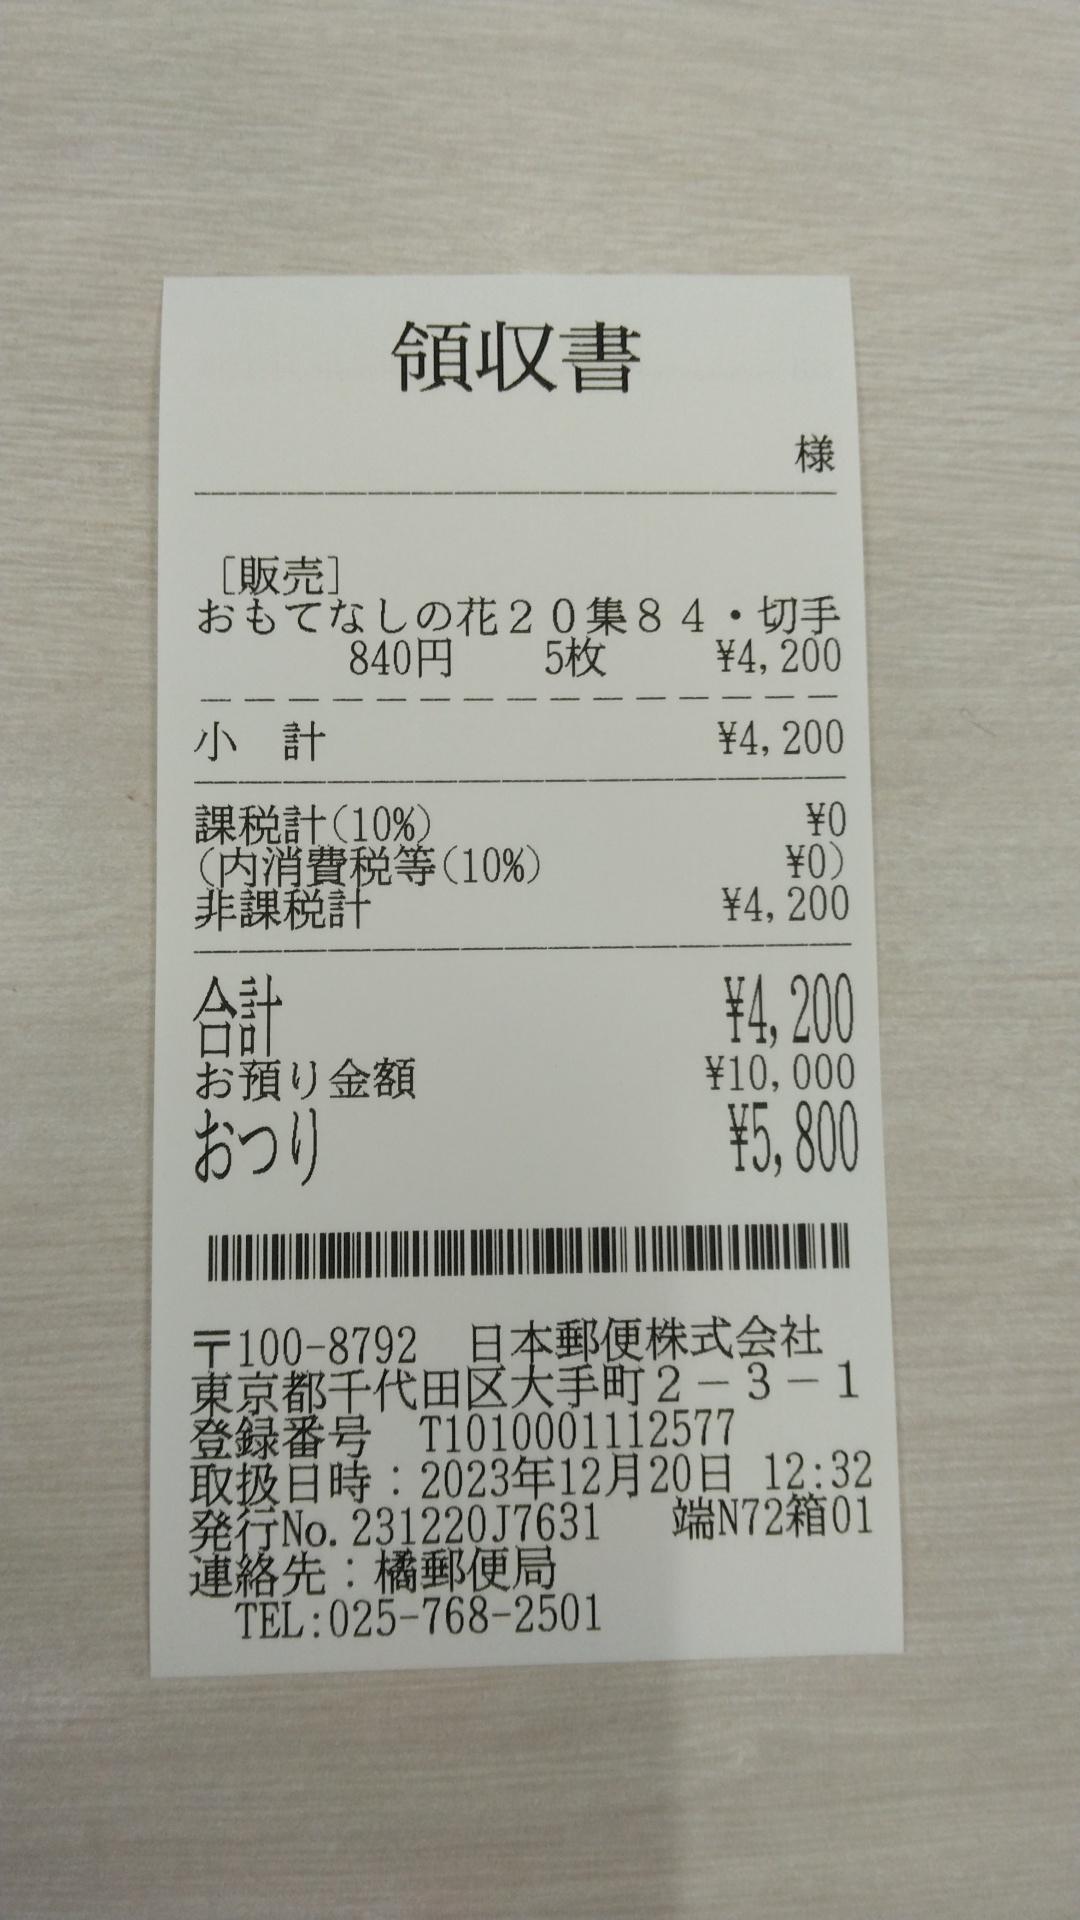 領収書
様
［販売］
おもてなしの花２０集８４・切手
840円 5枚 ¥4,200
小 計 ¥4,200
課税計(10%) ¥0
(内消費税等(10%) ¥0)
非課税計 ¥4,200
合計 ¥4,200
お預り金額 ¥10,000
おつり ¥5,800
〒100-8792 日本郵便株式会社
東京都千代田区大手町２－３－１
登録番号 T1010001112577
取扱日時：2023年12月20日 12:32
発行No.231220J7631 端N72箱01
連絡先：橘郵便局
TEL:025-768-2501